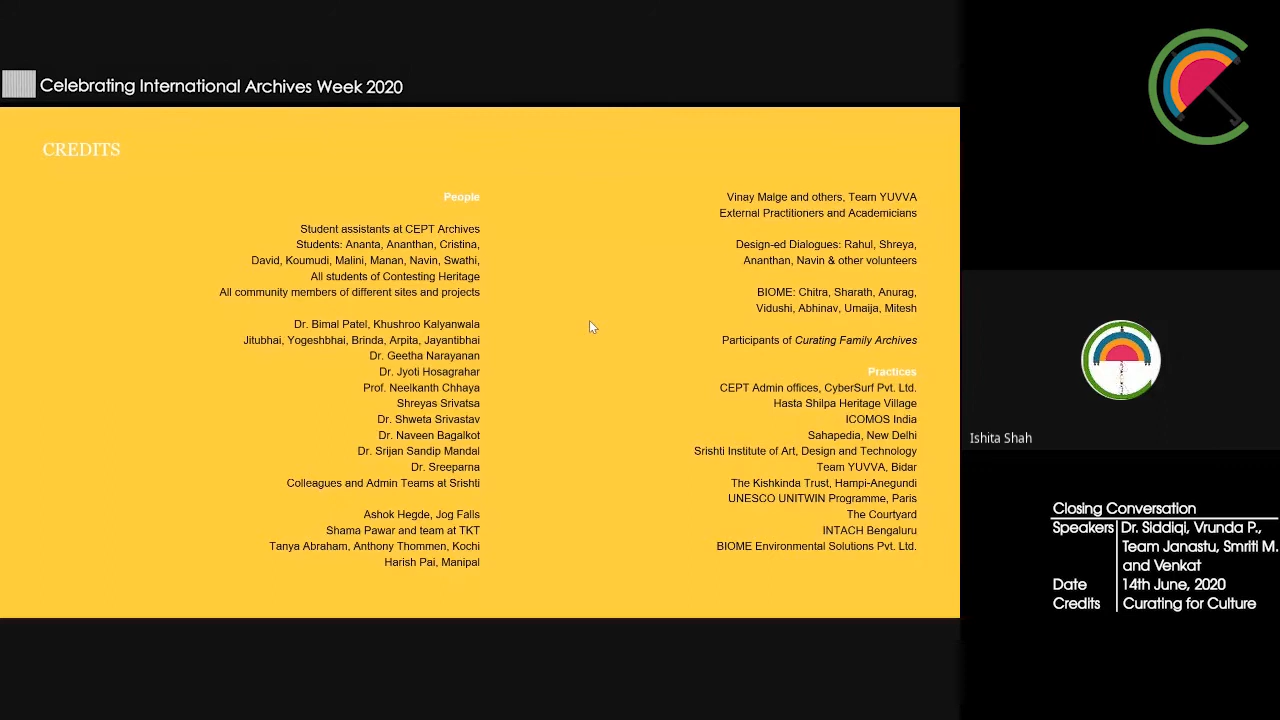 Celebrating International Archives Week 2020
CREDITS
People
Student assistants at CEPT Archives
Students: Ananta, Ananthan, Cristina,
David, Koumudi, Malini, Manan, Navin, Swathi,
All students of Contesting Heritage
All community members of different sites and projects
Dr. Bimal Patel, Khushroo Kalyanwala
Jitubhai, Yogeshbhai, Brinda, Arpita, Jayantibhai
Dr. Geetha Narayanan
Dr. Jyoti Hosagrahar
Prof. Neelkanth Chhaya
Shreyas Srivatsa
Dr. Shweta Srivastav
Dr. Naveen Bagalkot
Dr. Srijan Sandip Mandal
Dr. Sreeparna
Colleagues and Admin Teams at Srishti
Ashok Hegde, Jog Falls
Shama Pawar and team at TKT
Tanya Abraham, Anthony Thommen, Kochi
Harish Pai, Manipal
Vinay Malge and others, Team YUVVA
External Practitioners and Academicians
Design-ed Dialogues: Rahul, Shreya,
Ananthan, Navin & other volunteers
BIOME: Chitra, Sharath, Anurag,
Vidushi, Abhinav, Umaija, Mitesh
Participants of Curating Family Archives
Practices
CEPT Admin offices, CyberSurf Pvt. Ltd.
Hasta Shilpa Heritage Village
ICOMOS India
Sahapedia, New Delhi
Srishti Institute of Art, Design and Technology
Team YUVVA, Bidar
The Kishkinda Trust, Hampi-Anegundi
UNESCO UNITWIN Programme, Paris
The Courtyard
INTACH Bengaluru
BIOME Environmental Solutions Pvt. Ltd.
Ishita Shah
Closing Conversation
Speakers Dr. Siddiqi, Vrunda P.,
Team Janastu, Smriti M.
and Venkat
Date 14th June, 2020
Credits Curating for Culture